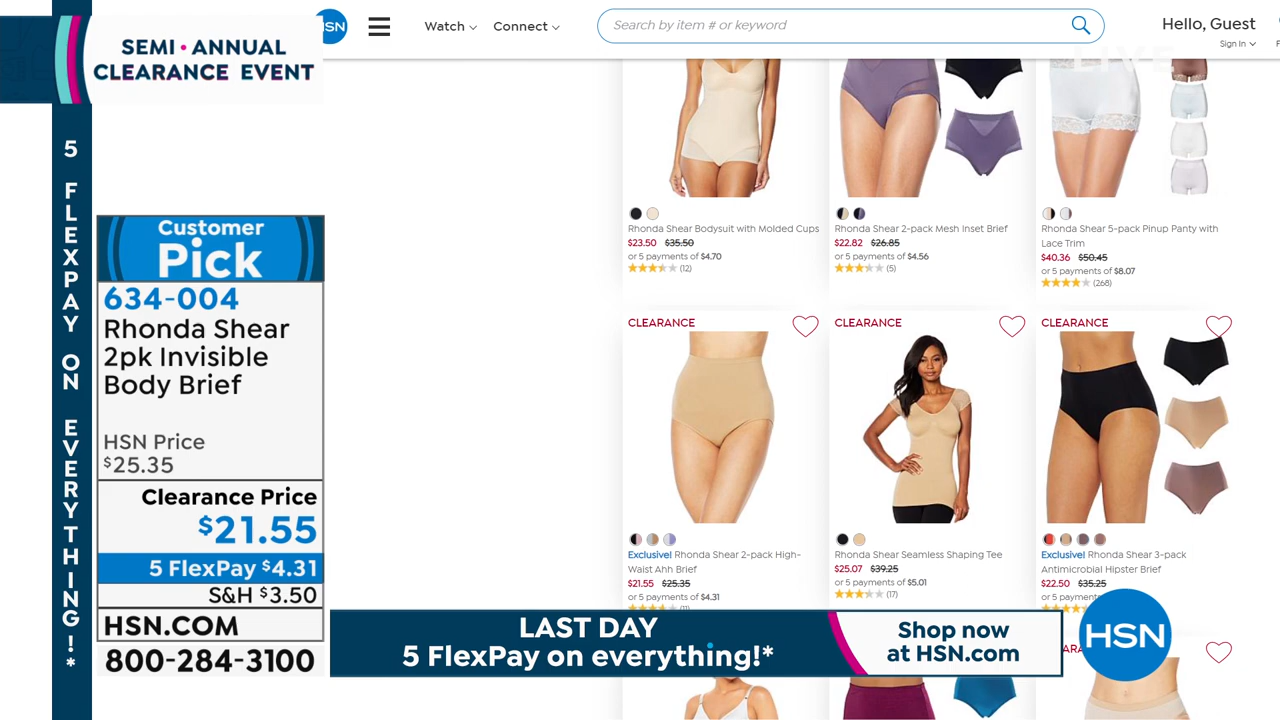 SEMI • ANNUAL
CLEARANCE EVENT
5 FLEXPAY ON EVERYTHING!*
Customer
Pick
634-004
Rhonda Shear
2pk Invisible
Body Brief
HSN Price
$25.35
Clearance Price
$21.55
5 FlexPay $4.31
S&H $3.50
HSN.COM
800-284-3100
HSN
Watch
Connect
Search by item # or keyword
Hello, Guest
Sign In
LIVE
Rhonda Shear Bodysuit with Molded Cups
$23.50 $35.50
or 5 payments of $4.70
(12)
Rhonda Shear 2-pack Mesh Inset Brief
$22.82 $26.85
or 5 payments of $4.56
(5)
Rhonda Shear 5-pack Pinup Panty with
Lace Trim
$40.36 $50.45
or 5 payments of $8.07
(268)
CLEARANCE
Exclusive! Rhonda Shear 2-pack High-
Waist Ahh Brief
$21.55 $25.35
or 5 payments of $4.31
(11)
CLEARANCE
Rhonda Shear Seamless Shaping Tee
$25.07 $39.25
or 5 payments of $5.01
(17)
CLEARANCE
Exclusive! Rhonda Shear 3-pack
Antimicrobial Hipster Brief
$22.50 $35.25
or 5 payments
LAST DAY
5 FlexPay on everything!*
Shop now
at HSN.com
HSN